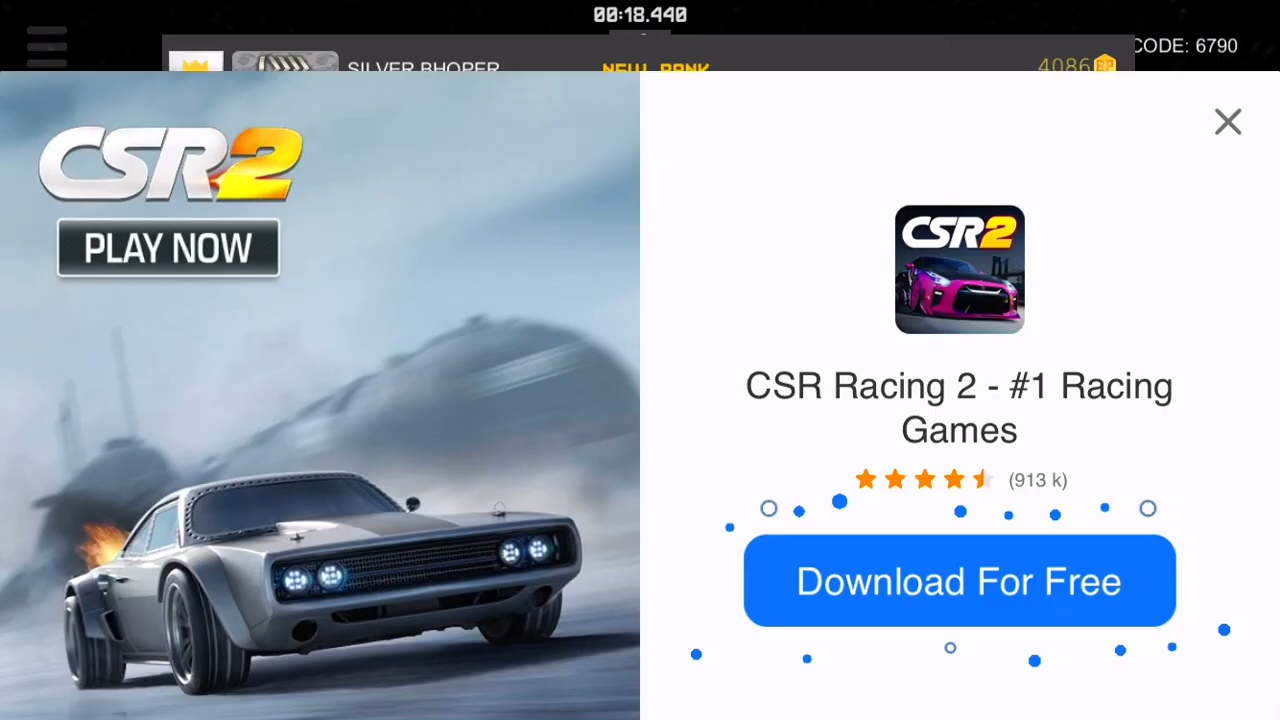 00:18.440
CODE: 6790
SILVER BHOPER
NEW RANK
4086 EP
CSR2
PLAY NOW
CSR2
CSR Racing 2 - #1 Racing
Games
(913 k)
Download For Free